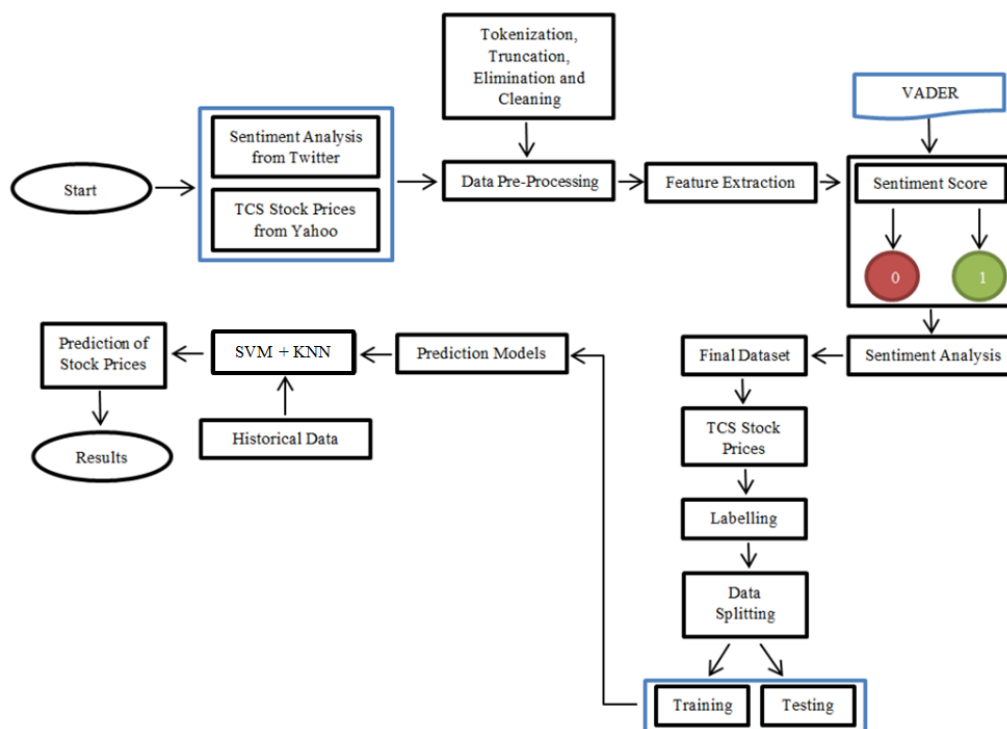 Start
Sentiment Analysis
from Twitter
TCS Stock Prices
from Yahoo
Tokenization,
Truncation,
Elimination and
Cleaning
Data Pre-Processing
Feature Extraction
VADER
Sentiment Score
0
1
Sentiment Analysis
Final Dataset
TCS Stock
Prices
Labelling
Data
Splitting
Training
Testing
Prediction Models
SVM + KNN
Historical Data
Prediction of
Stock Prices
Results